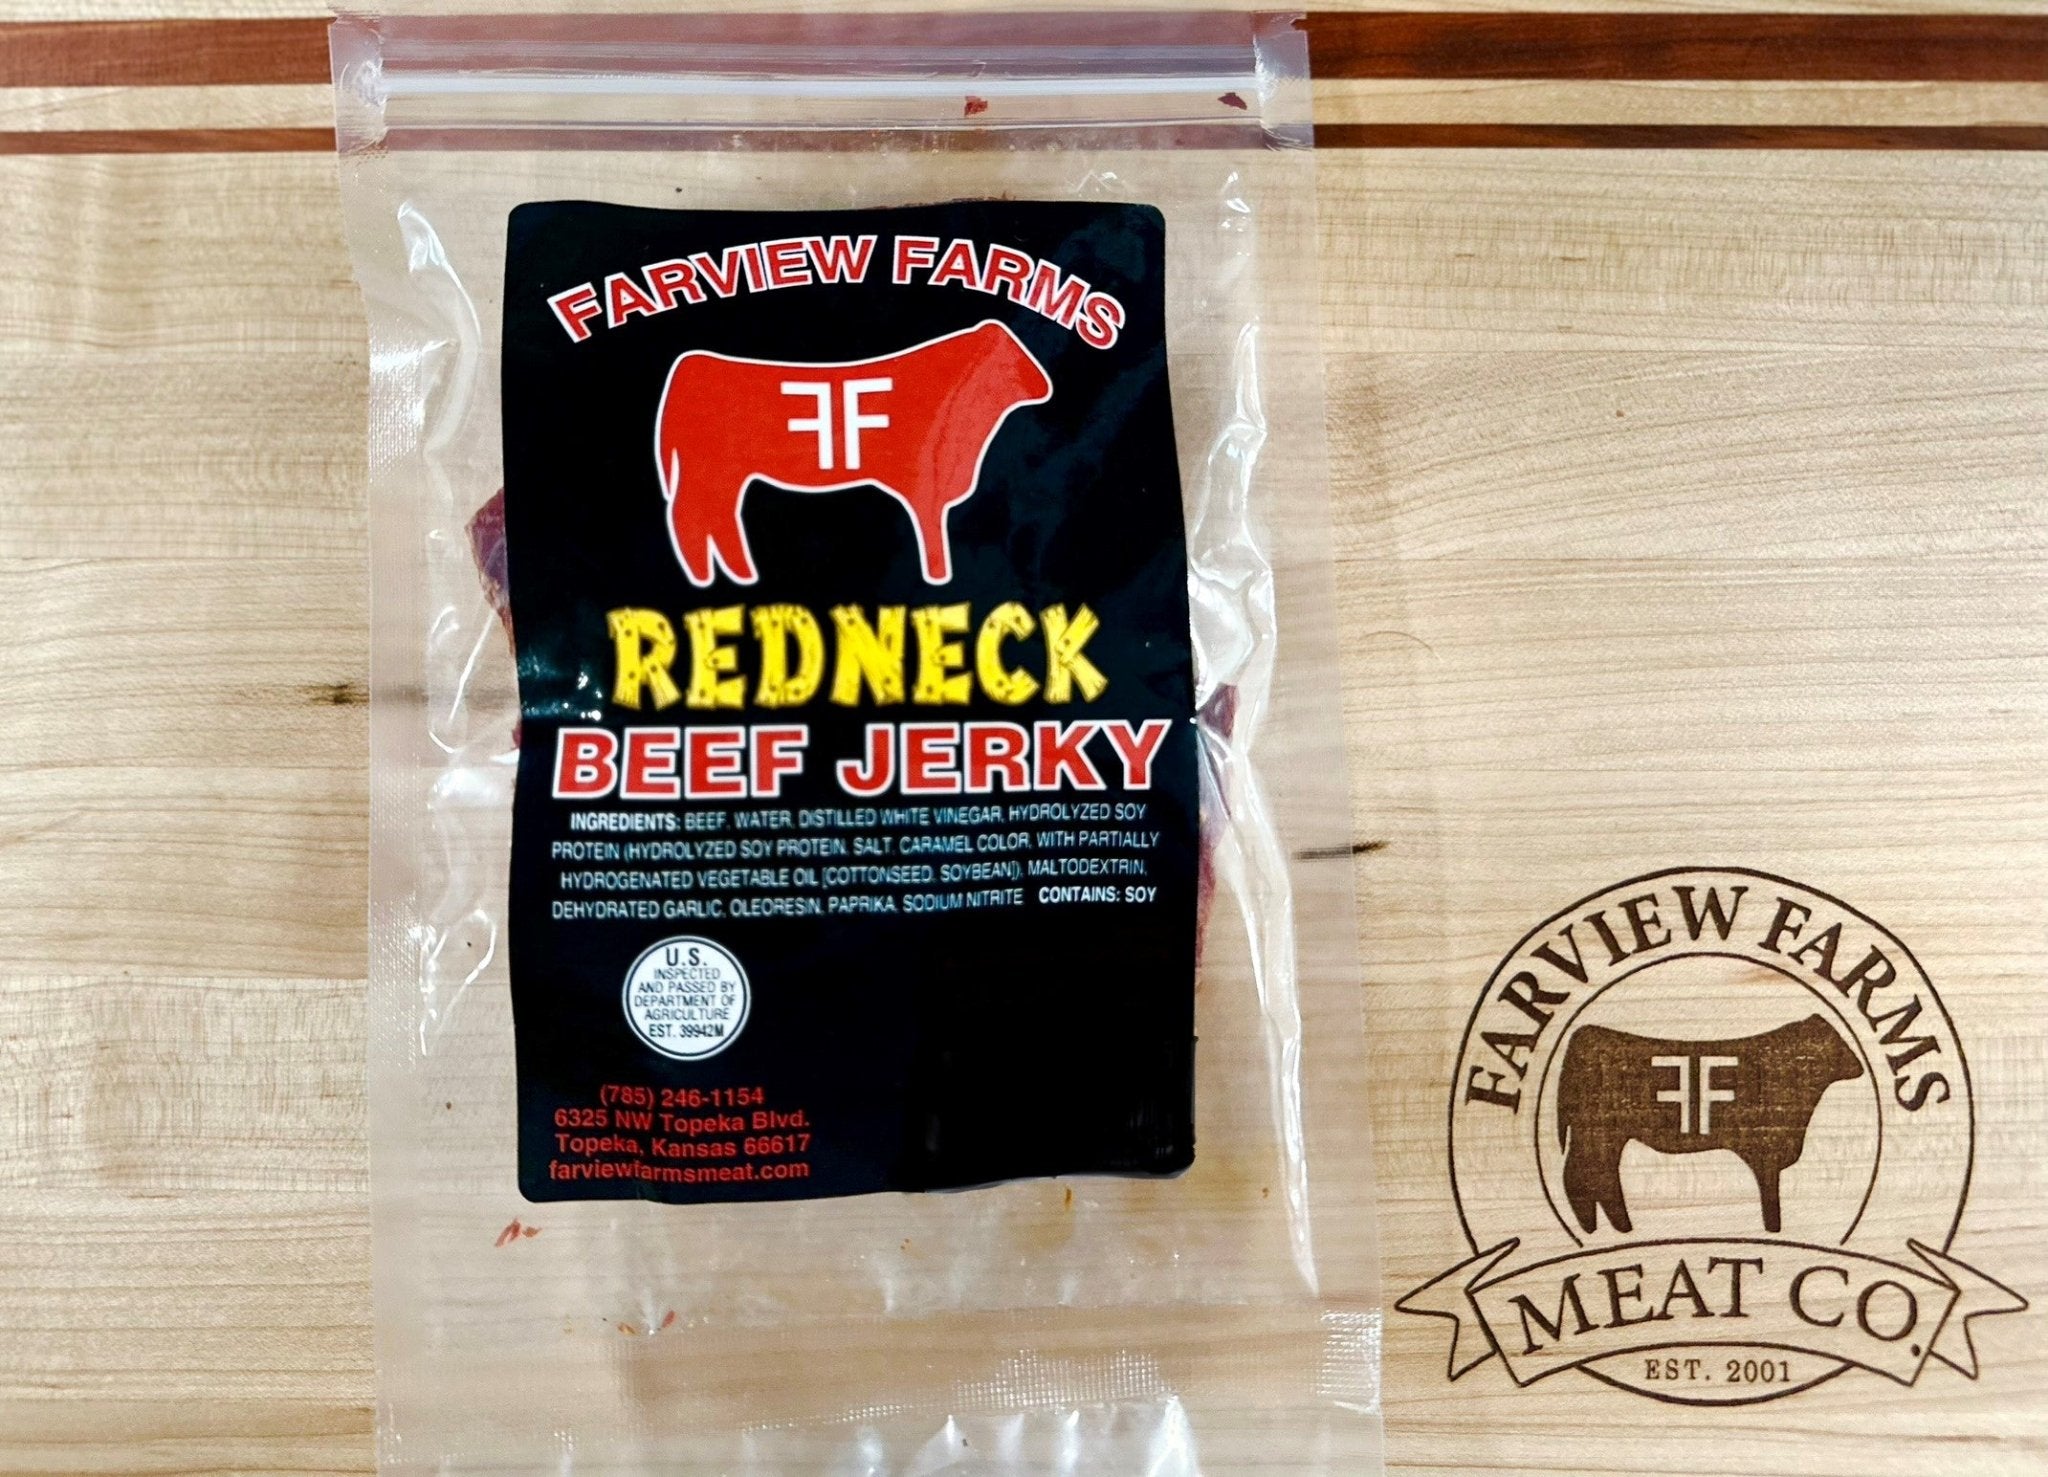 FARVIEW FARMS
FF
REDNECK
BEEF JERKY
INGREDIENTS: BEEF, WATER, DISTILLED WHITE VINEGAR, HYDROLYZED SOY
PROTEIN (HYDROLYZED SOY PROTEIN, SALT, CARAMEL COLOR, WITH PARTIALLY
HYDROGENATED VEGETABLE OIL [COTTONSEED, SOYBEAN]), MALTODEXTRIN,
DEHYDRATED GARLIC, OLEORESIN, PAPRIKA, SODIUM NITRITE CONTAINS: SOY
U.S.
INSPECTED
AND PASSED BY
DEPARTMENT OF
AGRICULTURE
EST. 39942M
(785) 246-1154
6325 NW Topeka Blvd.
Topeka, Kansas 66617
farviewfarmsmeat.com
FARVIEW FARMS
FF
MEAT CO.
EST. 2001